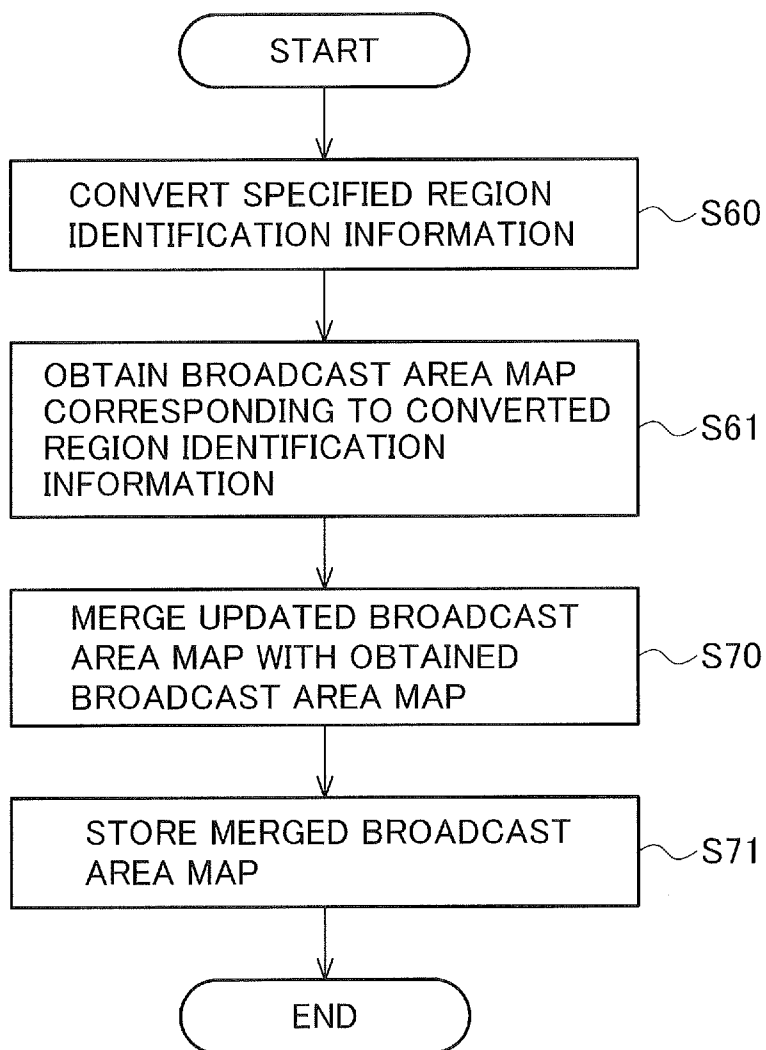 START
CONVERT SPECIFIED REGION
IDENTIFICATION INFORMATION
S60
OBTAIN BROADCAST AREA MAP
CORRESPONDING TO CONVERTED
REGION IDENTIFICATION
INFORMATION
S61
MERGE UPDATED BROADCAST
AREA MAP WITH OBTAINED
BROADCAST AREA MAP
S70
STORE MERGED BROADCAST
AREA MAP
S71
END